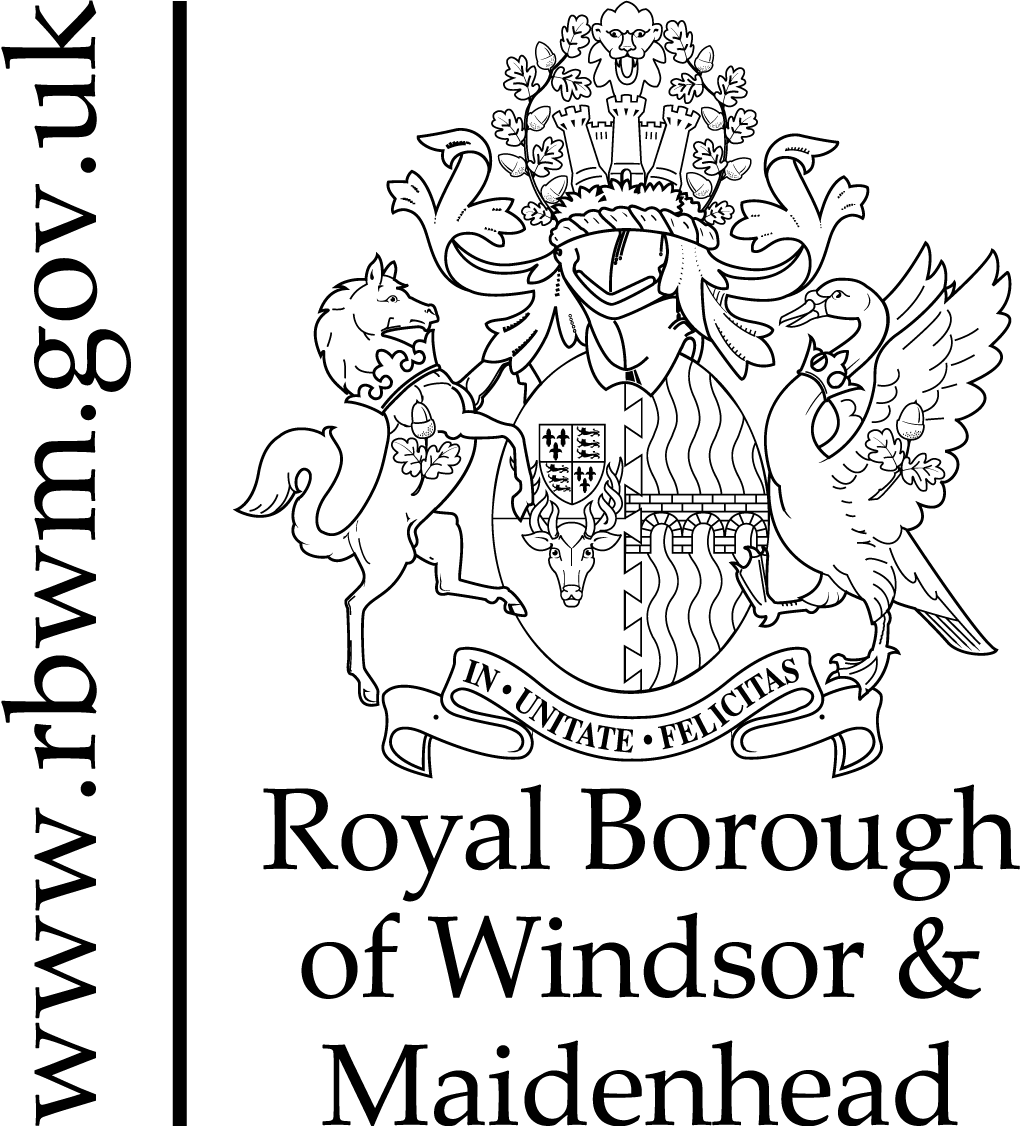 www.rbwm.gov.uk
IN • UNITATE • FELICITAS
Royal Borough
of Windsor &
Maidenhead